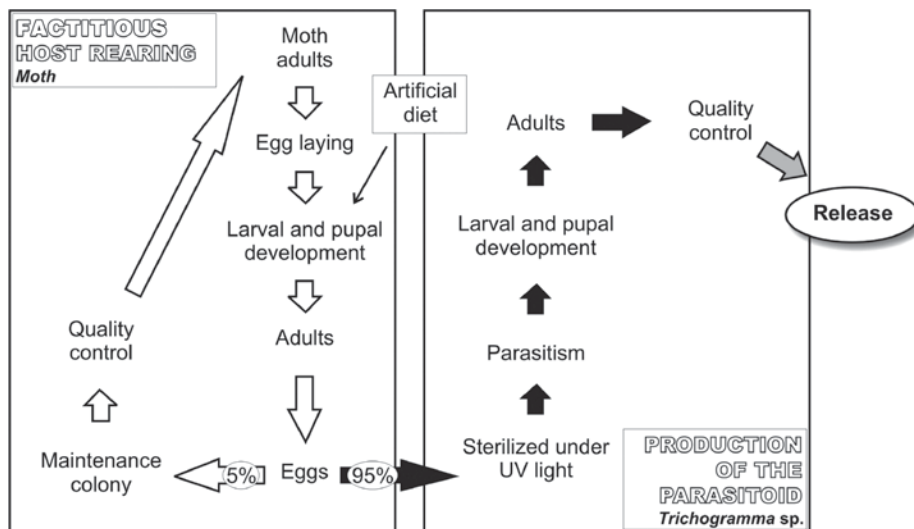 FACTITIOUS
HOST REARING
Moth
Moth
adults
Artificial
diet
Egg laying
Larval and pupal
development
Adults
Quality
control
Maintenance
colony
5%
Eggs
95%
Adults
Quality
control
Release
Larval and pupal
development
Parasitism
Sterilized under
UV light
PRODUCTION
OF THE
PARASITOID
Trichogramma sp.